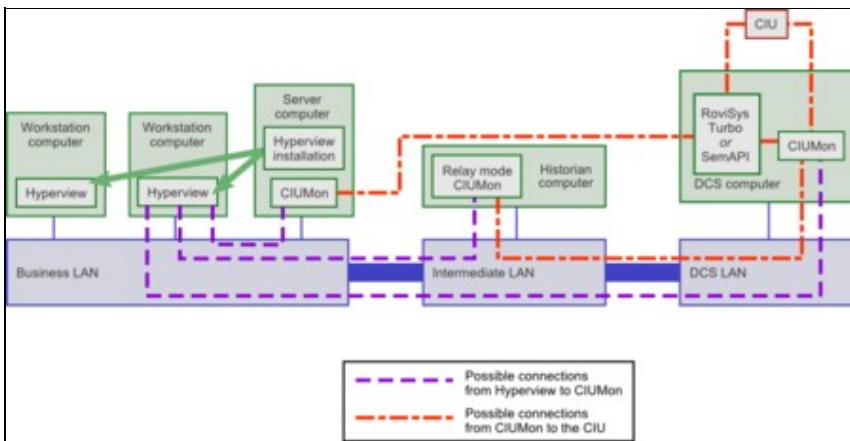 CIU
Server
computer
Workstation
computer
Workstation
computer
Hyperview
installation
RoviSys
Turbo
or
SemAPI
CIUMon
Relay mode
CIUMon
Historian
computer
Hyperview
Hyperview
CIUMon
DCS computer
Business LAN
Intermediate LAN
DCS LAN
Possible connections
from Hyperview to CIUMon
Possible connections
from CIUMon to the CIU